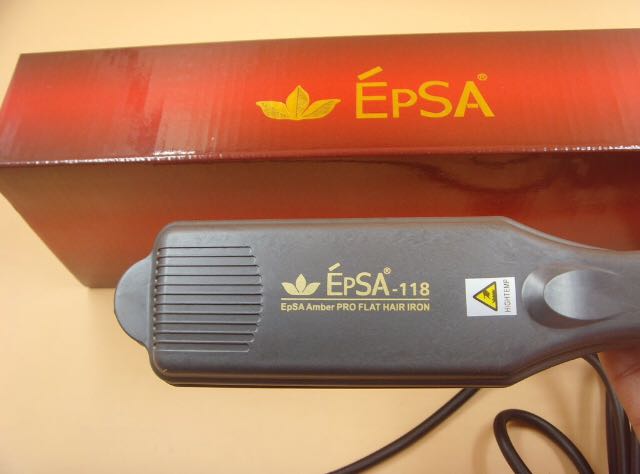 ÉPSA®
ÉPSA®-118
EpSA Amber PRO FLAT HAIR IRON
HIGHTEMP